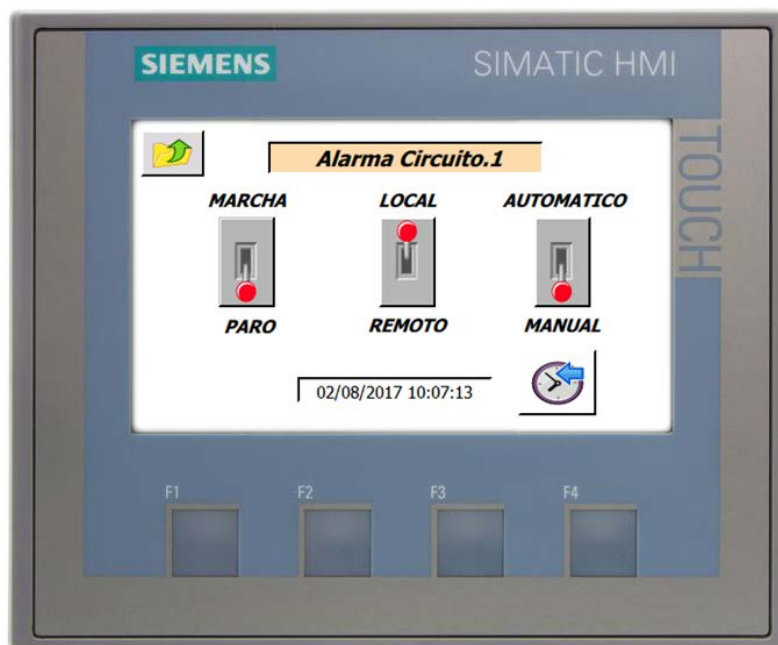 SIEMENS
SIMATIC HMI
TOUCH
Alarma Circuito.1
MARCHA
LOCAL
AUTOMATICO
PARO
REMOTO
MANUAL
02/08/2017 10:07:13
F1
F2
F3
F4